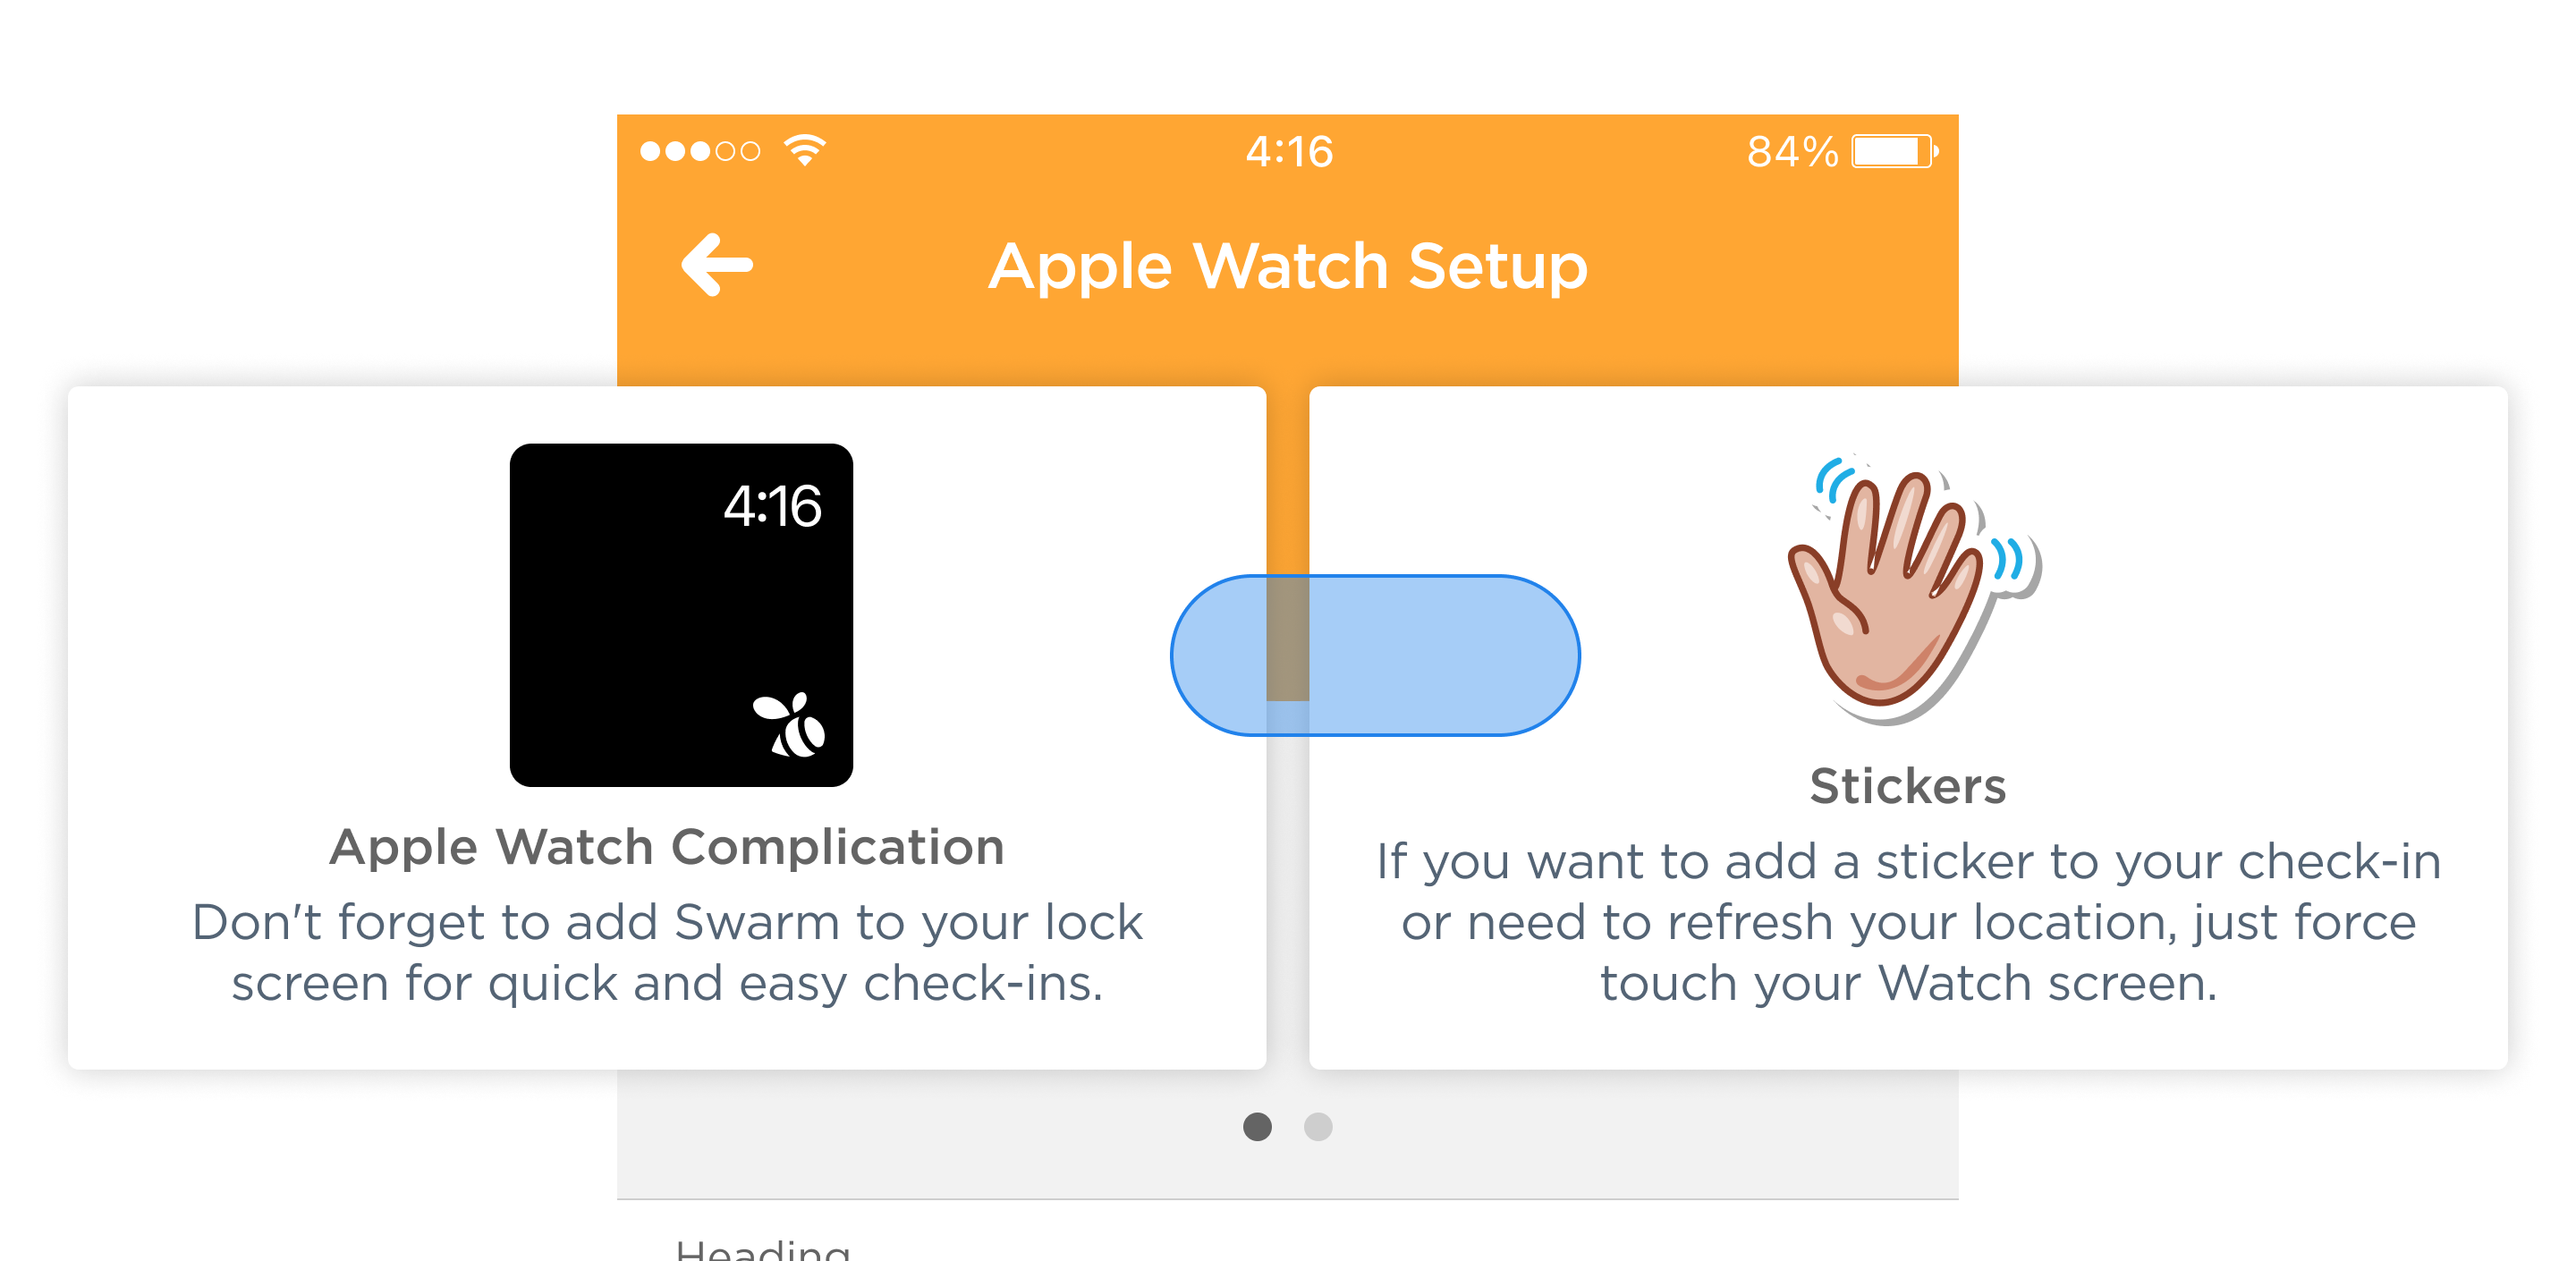 4:16
84%
Apple Watch Setup
4:16
Apple Watch Complication
Don't forget to add Swarm to your lock
screen for quick and easy check-ins.
Stickers
If you want to add a sticker to your check-in
or need to refresh your location, just force
touch your Watch screen.
Heading